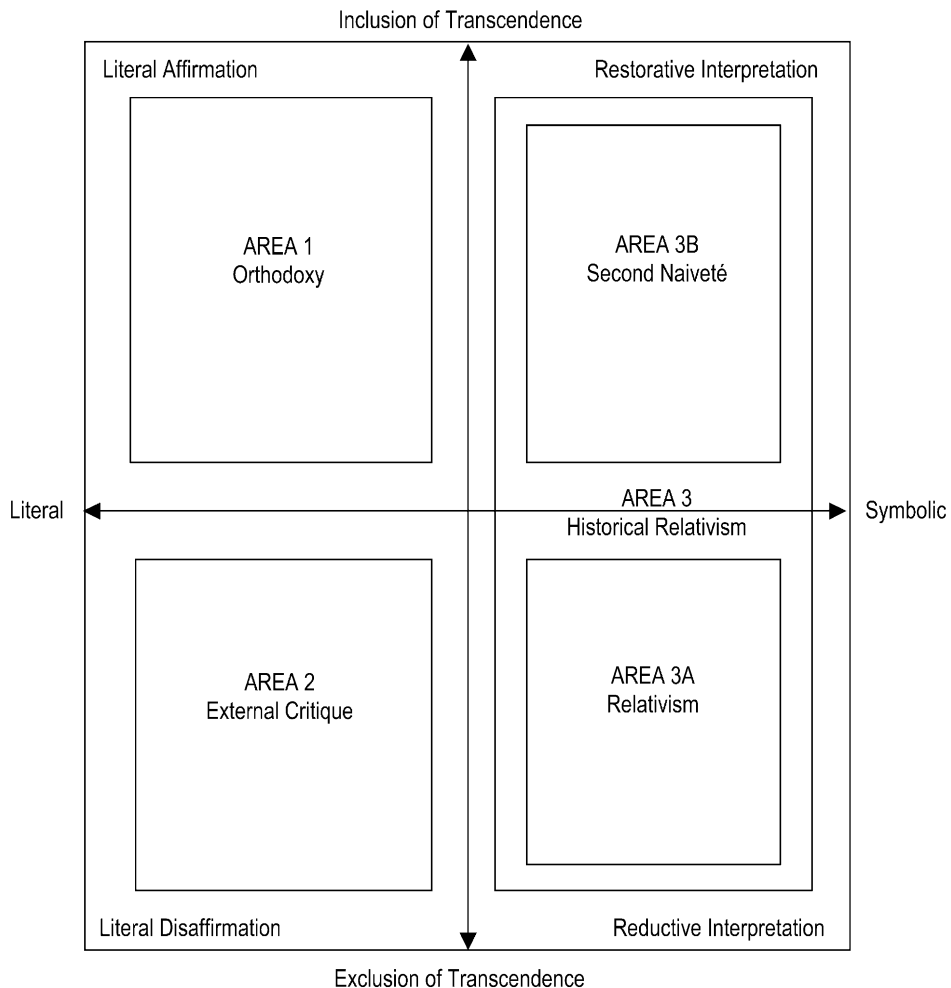 Inclusion of Transcendence
Literal Affirmation
Restorative Interpretation
AREA 1
Orthodoxy
AREA 3B
Second Naiveté
Literal
AREA 3
Historical Relativism
Symbolic
AREA 2
External Critique
AREA 3A
Relativism
Literal Disaffirmation
Reductive Interpretation
Exclusion of Transcendence